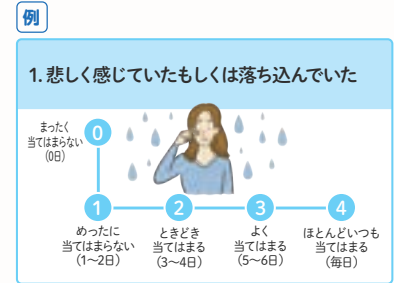 例
1. 悲しく感じていたもしくは落ち込んでいた
まったく
当てはまらない
(0日)
0
1
2
3
4
めったに
当てはまらない
(1〜2日)
ときどき
当てはまる
(3〜4日)
よく
当てはまる
(5〜6日)
ほとんどいつも
当てはまる
(毎日)